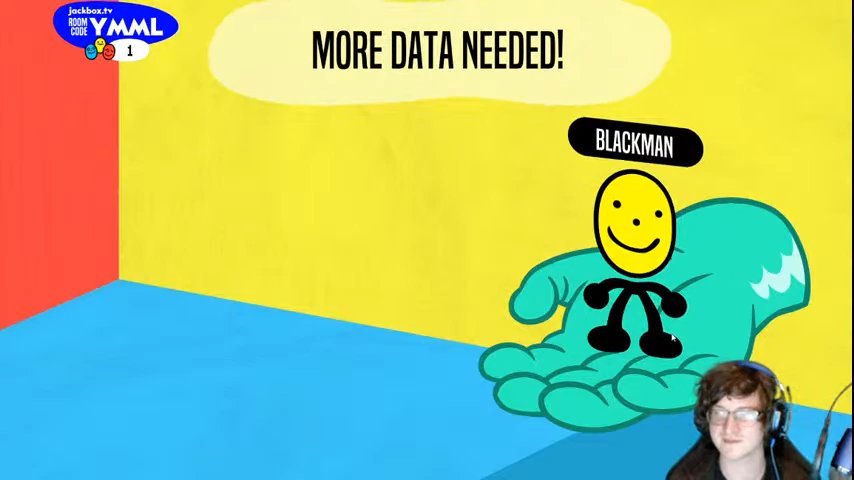 jackbox.tv
ROOM CODE YMML
1
MORE DATA NEEDED!
BLACKMAN